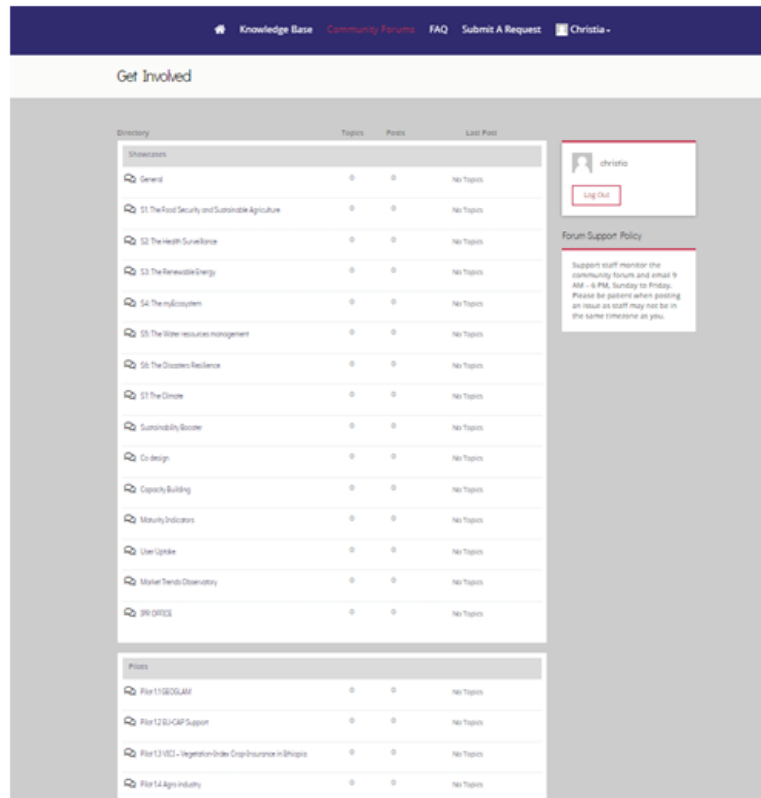 Knowledge Base Community Forums FAQ Submit A Request Christia
Get Involved
Directory Topics Posts Last Post
Showcases
General 0 0 No Topics
S1: The Food Security and Sustainable Agriculture 0 0 No Topics
S2: The Health Surveillance 0 0 No Topics
S3: The Renewable Energy 0 0 No Topics
S4: The myEcosystem 0 0 No Topics
S5: The Water resources management 0 0 No Topics
S6: The Disasters Resilience 0 0 No Topics
S7: The Climate 0 0 No Topics
Sustainability Booster 0 0 No Topics
Co design 0 0 No Topics
Capacity Building 0 0 No Topics
Maturity Indicators 0 0 No Topics
User Uptake 0 0 No Topics
Market Trends Observatory 0 0 No Topics
IPR OFFICE 0 0 No Topics
Pilots
Pilot 1.1 GEOGLAM 0 0 No Topics
Pilot 1.2 EU-CAP Support 0 0 No Topics
Pilot 1.3 VICI – Vegetation-Index Crop-Insurance in Ethiopia 0 0 No Topics
Pilot 1.4 Agro industry 0 0 No Topics
christia
Log Out
Forum Support Policy
Support staff monitor the
community forum and email 9
AM – 6 PM, Sunday to Friday.
Please be patient when posting
an issue as staff may not be in
the same timezone as you.